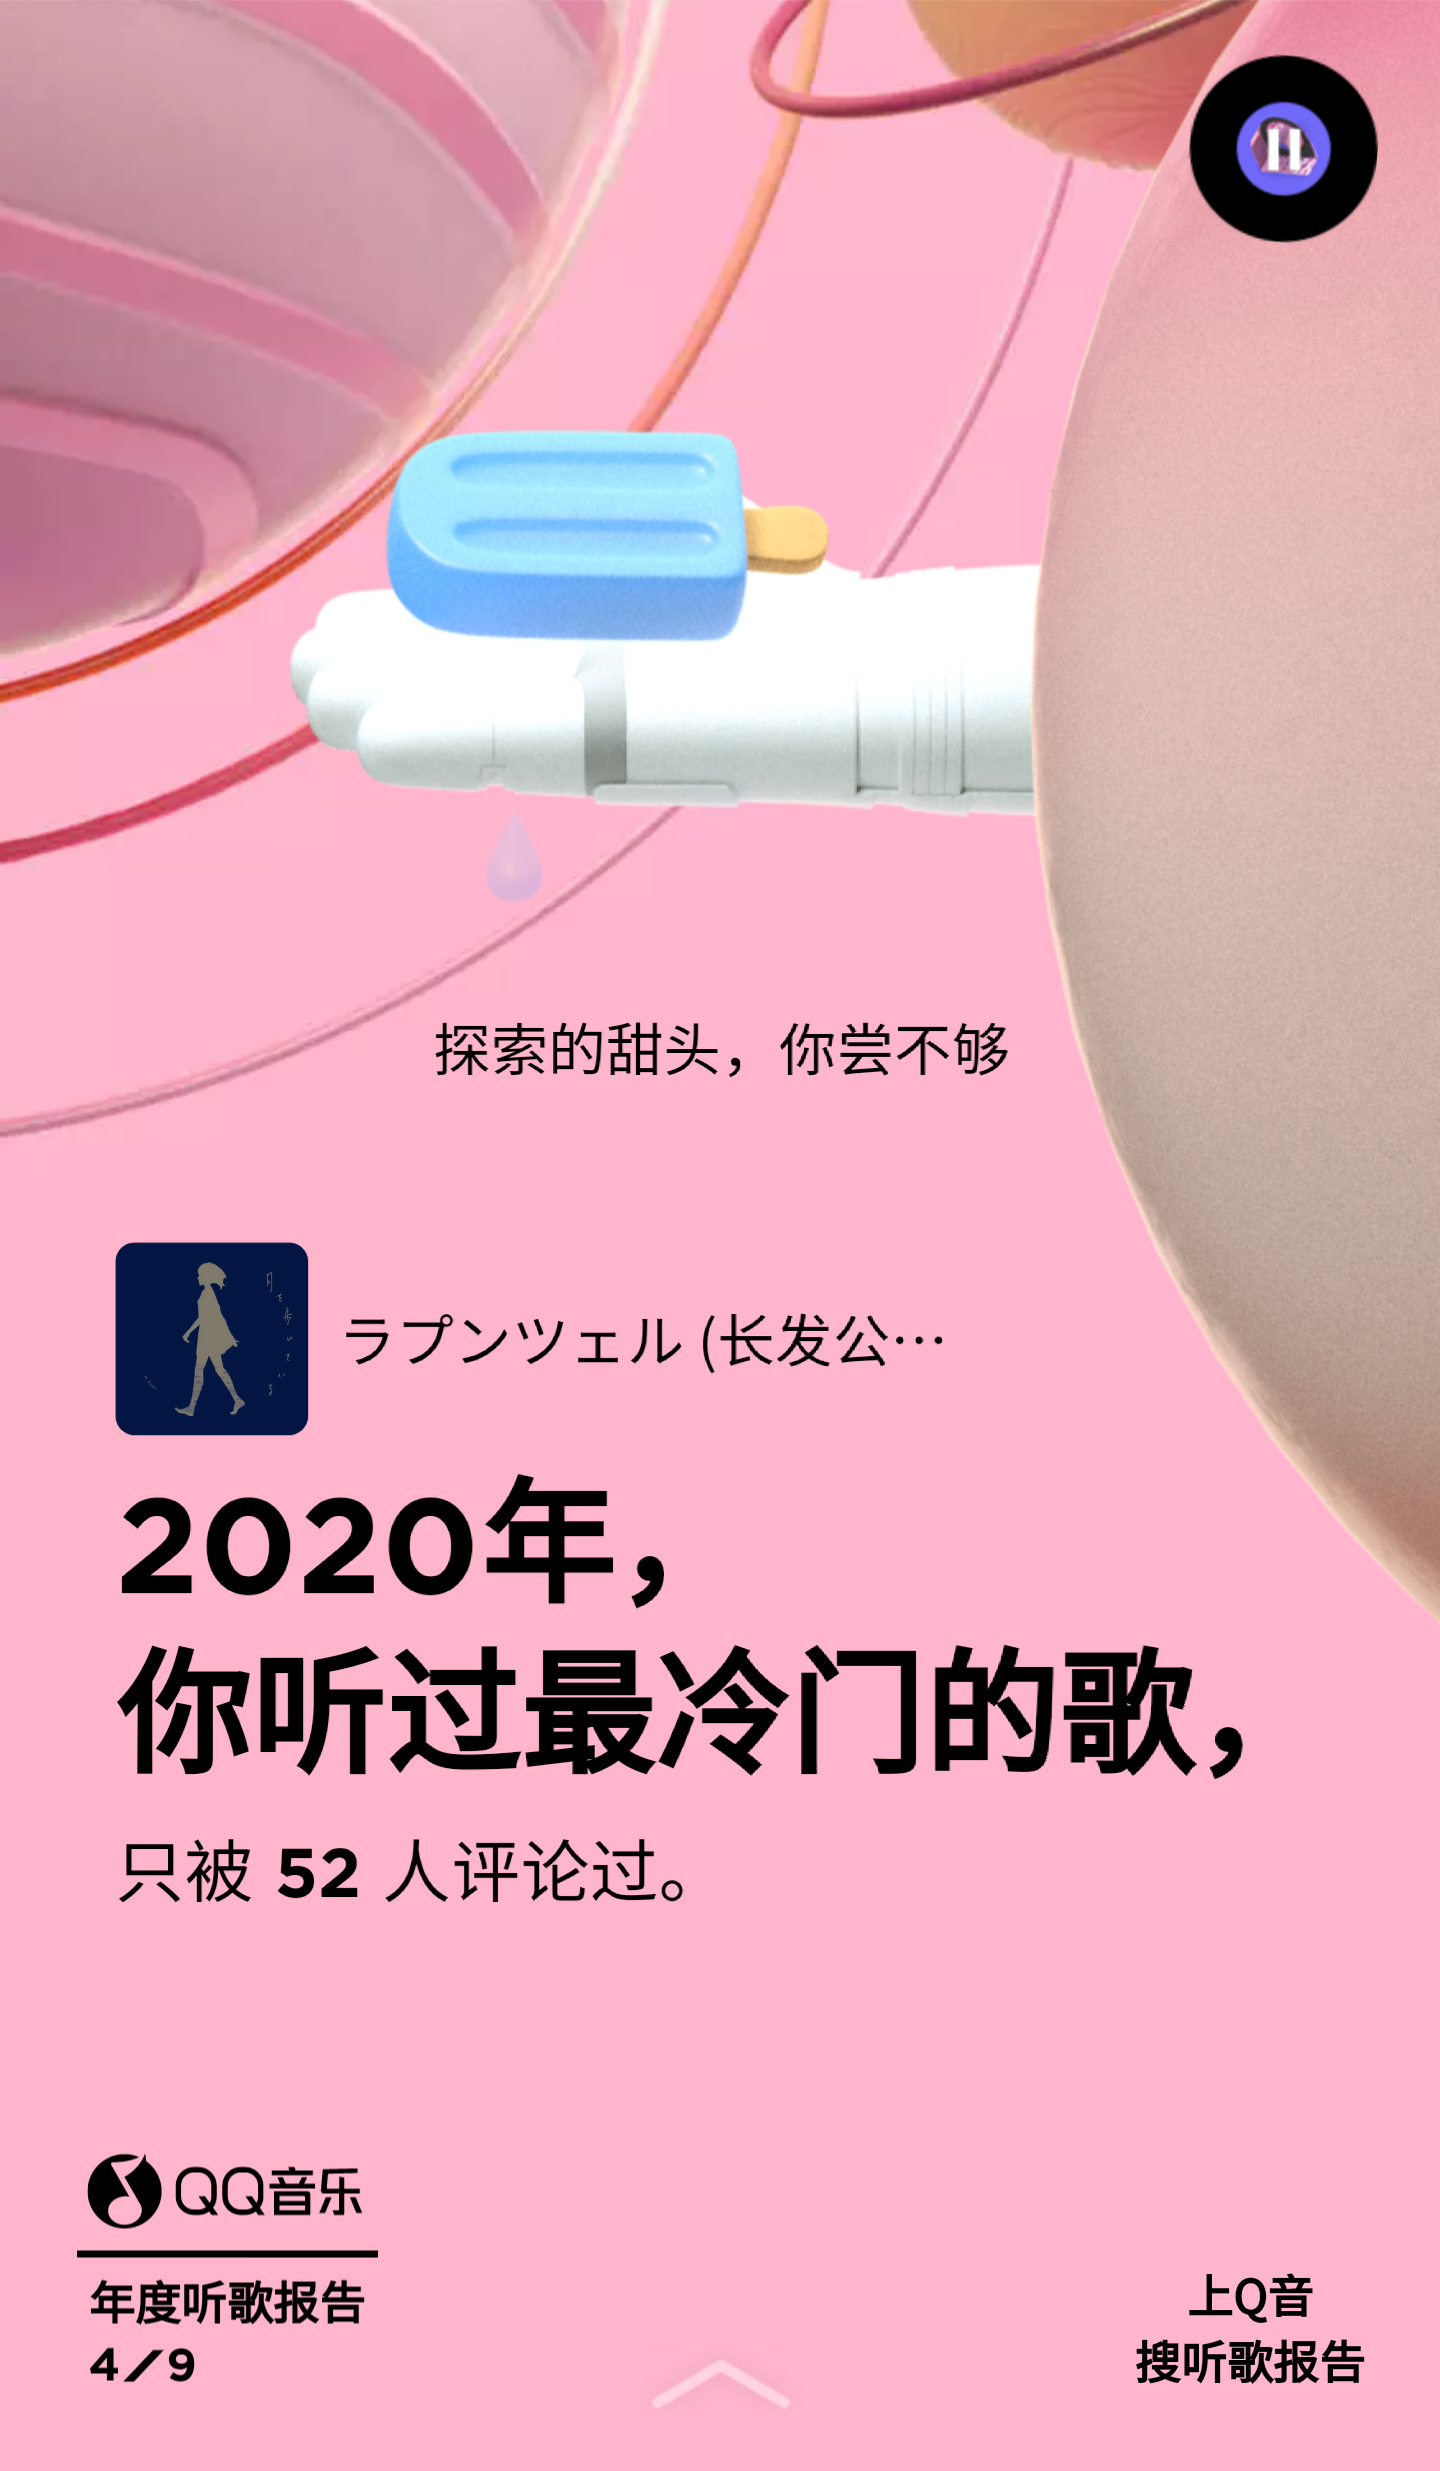 探索的甜头，你尝不够
ラプンツェル (长发公…
2020年，
你听过最冷门的歌，
只被 52 人评论过。
QQ音乐
年度听歌报告
4/9
上Q音
搜听歌报告